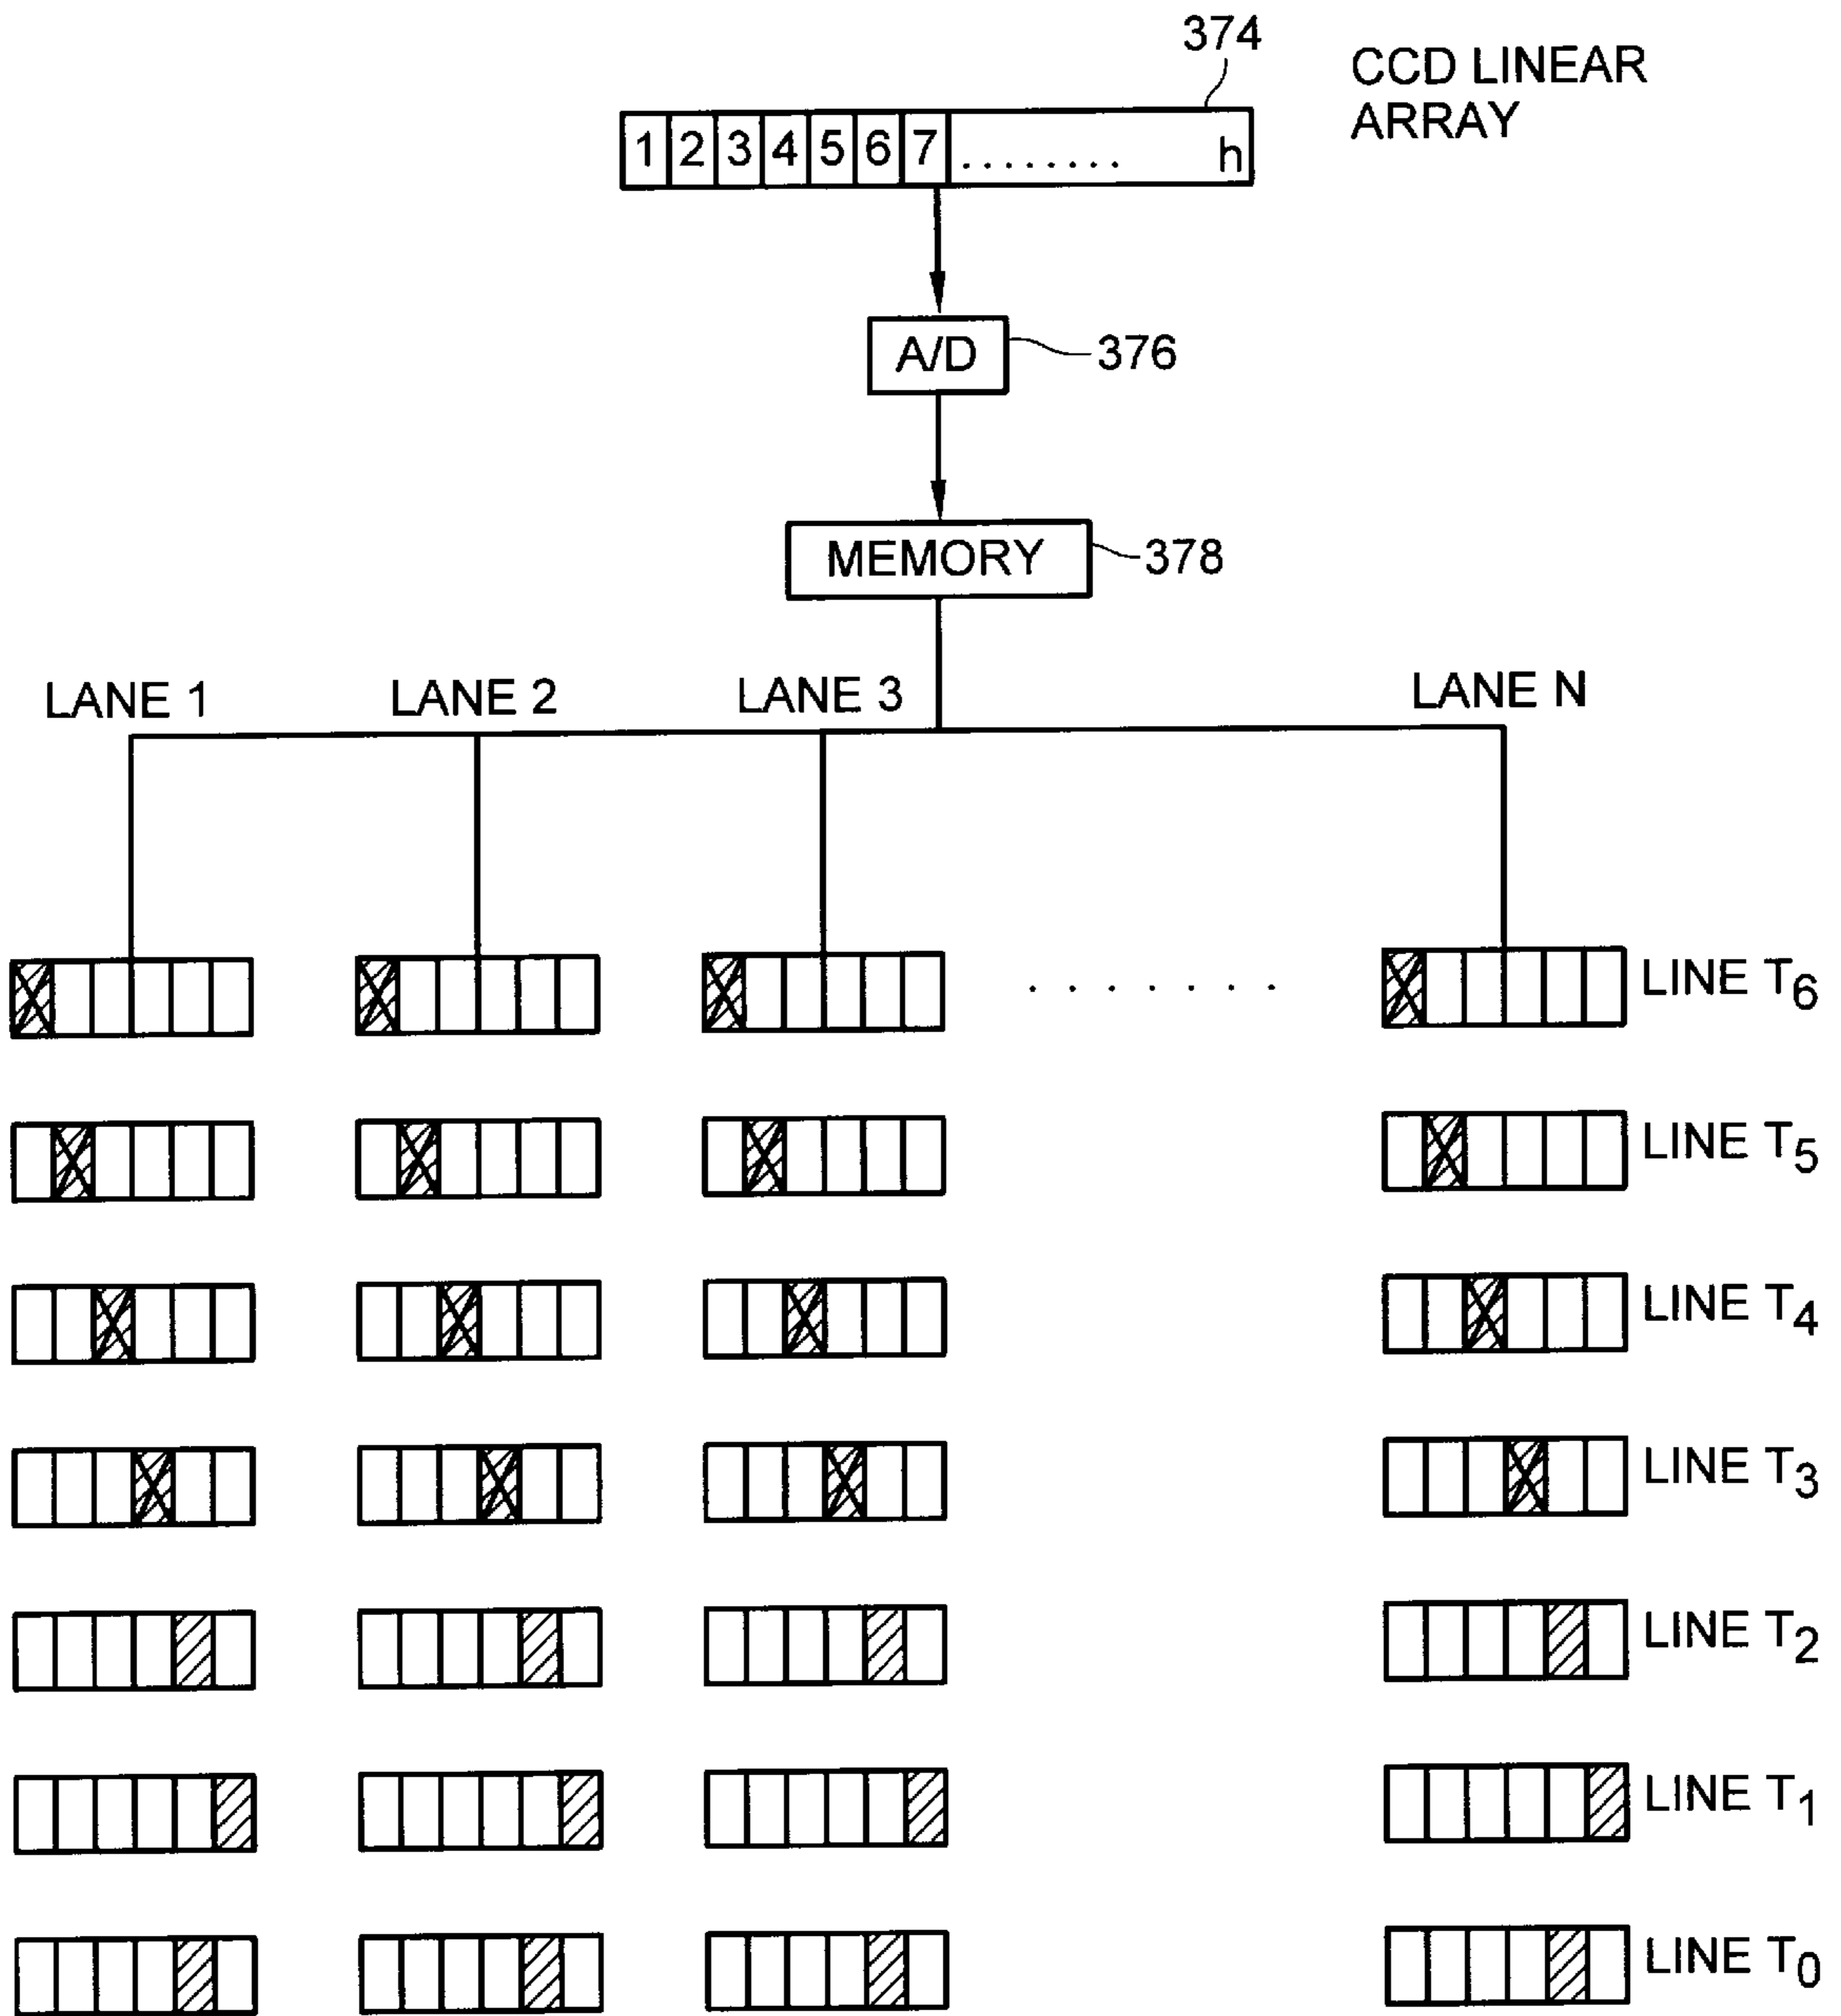 374
CCD LINEAR
ARRAY
1 2 3 4 5 6 7 ........ h
A/D
376
MEMORY
378
LANE 1 LANE 2 LANE 3 LANE N
....... LINE T6
LINE T5
LINE T4
LINE T3
LINE T2
LINE T1
LINE T0